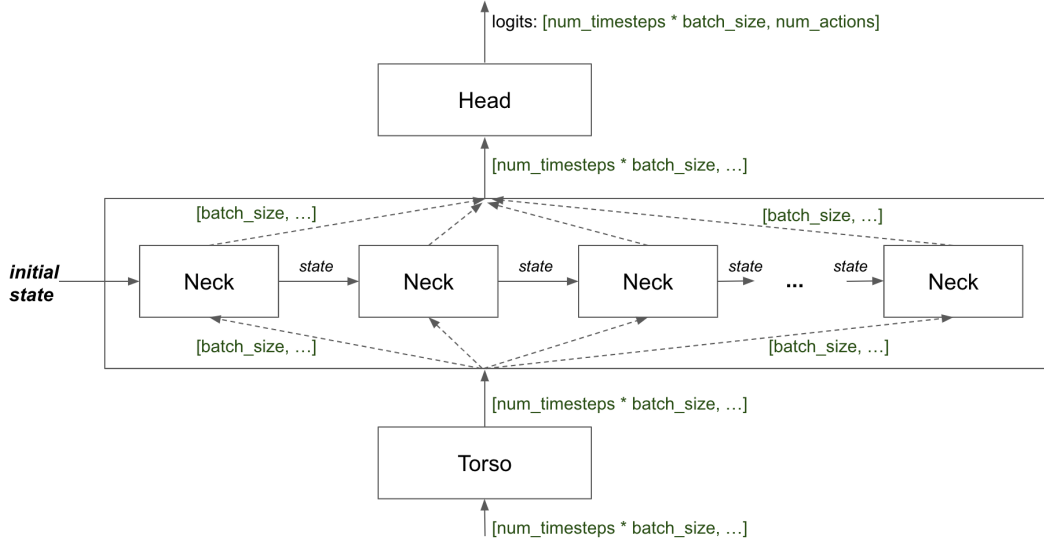 logits: [num_timesteps * batch_size, num_actions]
Head
[num_timesteps * batch_size, …]
[batch_size, …]
[batch_size, …]
initial
state
Neck
state
Neck
state
Neck
state
...
state
Neck
[batch_size, …]
[batch_size, …]
[num_timesteps * batch_size, …]
Torso
[num_timesteps * batch_size, …]